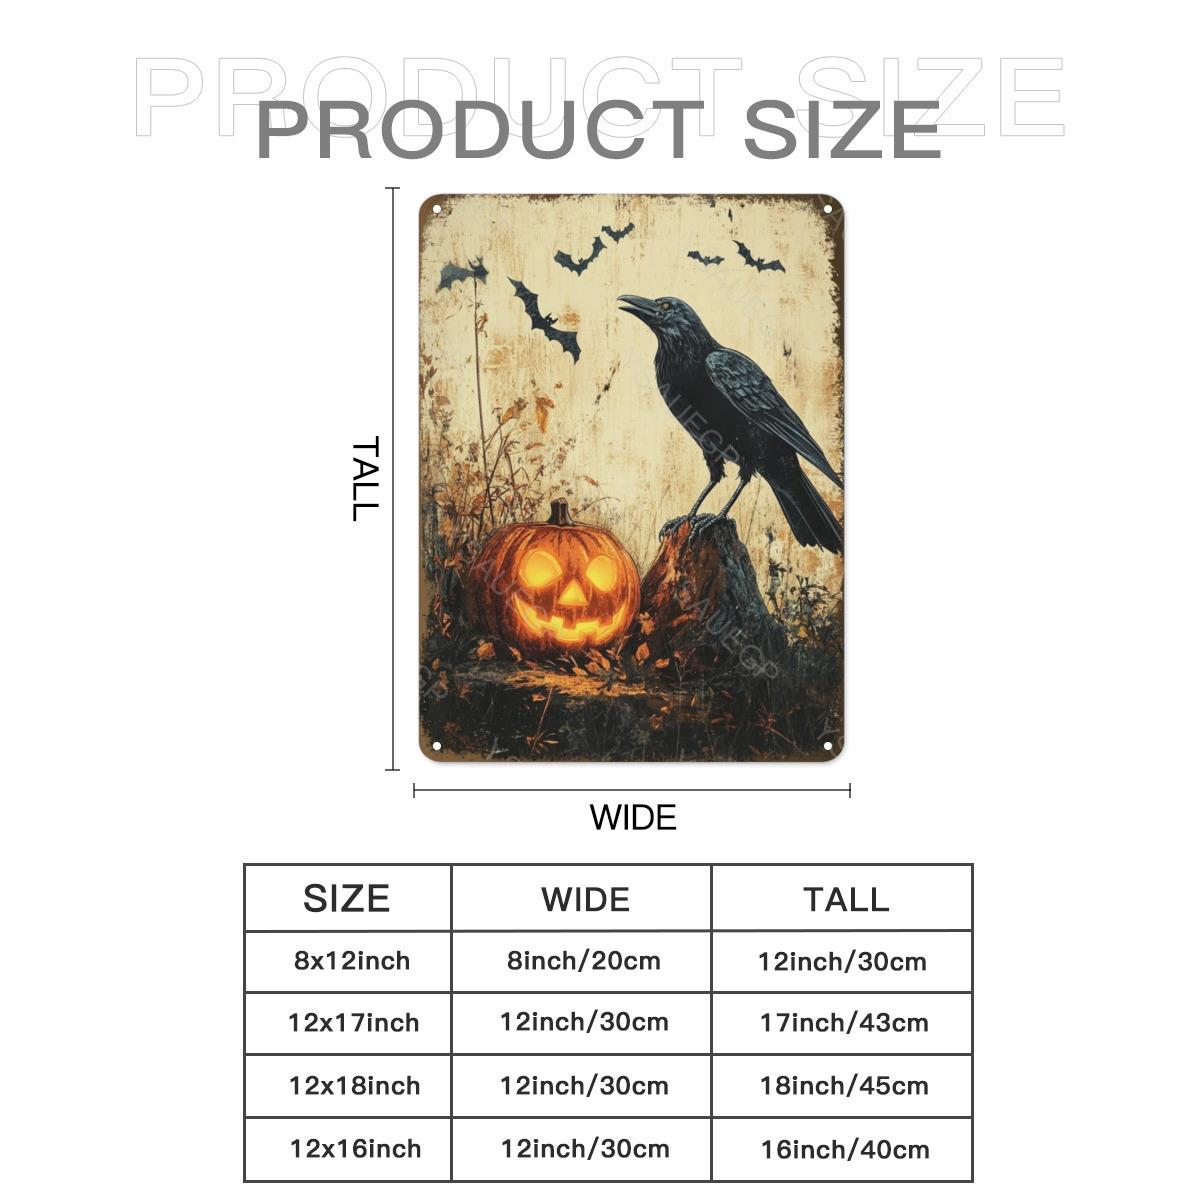 PRODUCT SIZE
PRODUCT SIZE
TALL
WIDE
SIZE WIDE TALL
8x12inch 8inch/20cm 12inch/30cm
12x17inch 12inch/30cm 17inch/43cm
12x18inch 12inch/30cm 18inch/45cm
12x16inch 12inch/30cm 16inch/40cm